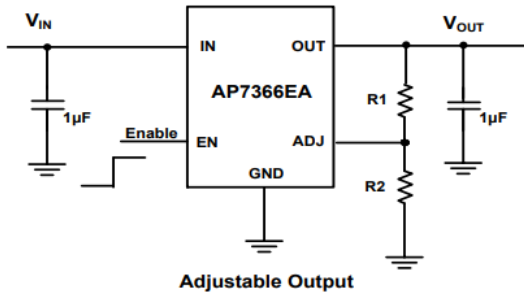 VIN
VOUT
IN
OUT
AP7366EA
R1
1µF
1µF
Enable
EN
ADJ
GND
R2
Adjustable Output